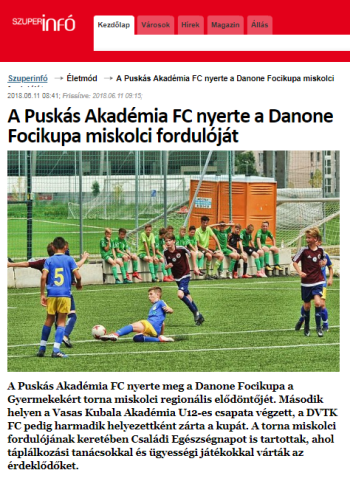 SZUPER INFÓ
Kezdőlap Városok Hírek Magazin Állás
Szuperinfó → Életmód → A Puskás Akadémia FC nyerte a Danone Focikupa miskolci
2018.06.11 08:41; Frissítve: 2018.06.11 09:15;
A Puskás Akadémia FC nyerte a Danone
Focikupa miskolci fordulóját
5
A Puskás Akadémia FC nyerte meg a Danone Focikupa a
Gyermekekért torna miskolci regionális elődöntőjét. Második
helyen a Vasas Kubala Akadémia U12-es csapata végzett, a DVTK
FC pedig harmadik helyezettként zárta a kupát. A torna miskolci
fordulójának keretében Családi Egészségnapot is tartottak, ahol
táplálkozási tanácsokkal és ügyességi játékokkal várták az
érdeklődőket.